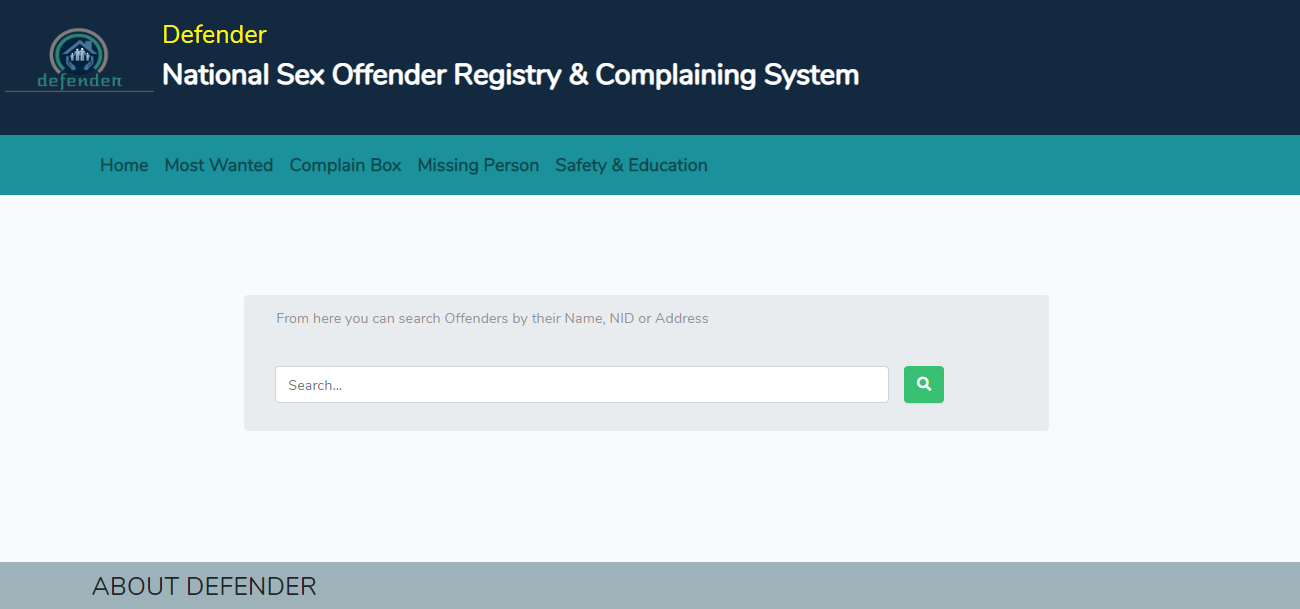 defender
Defender
National Sex Offender Registry & Complaining System
Home Most Wanted Complain Box Missing Person Safety & Education
From here you can search Offenders by their Name, NID or Address
Search...
ABOUT DEFENDER